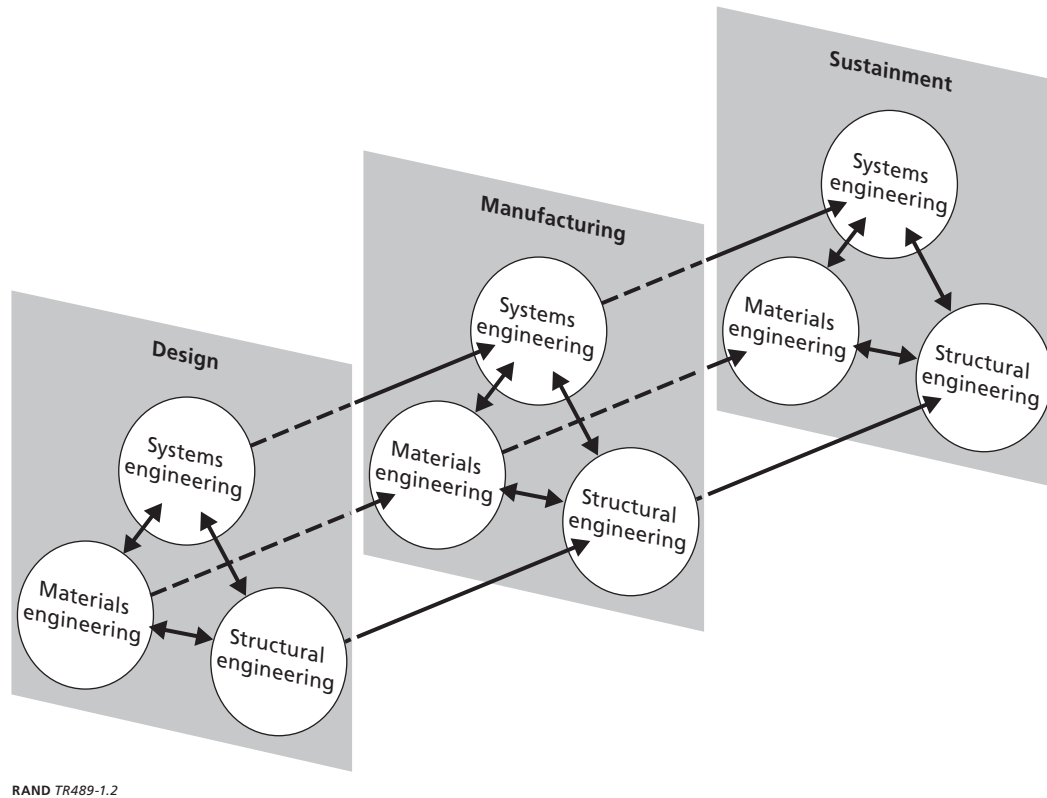 Sustainment
Systems
engineering
Materials
engineering
Structural
engineering
Manufacturing
Systems
engineering
Materials
engineering
Structural
engineering
Design
Systems
engineering
Materials
engineering
Structural
engineering
RAND TR489-1.2